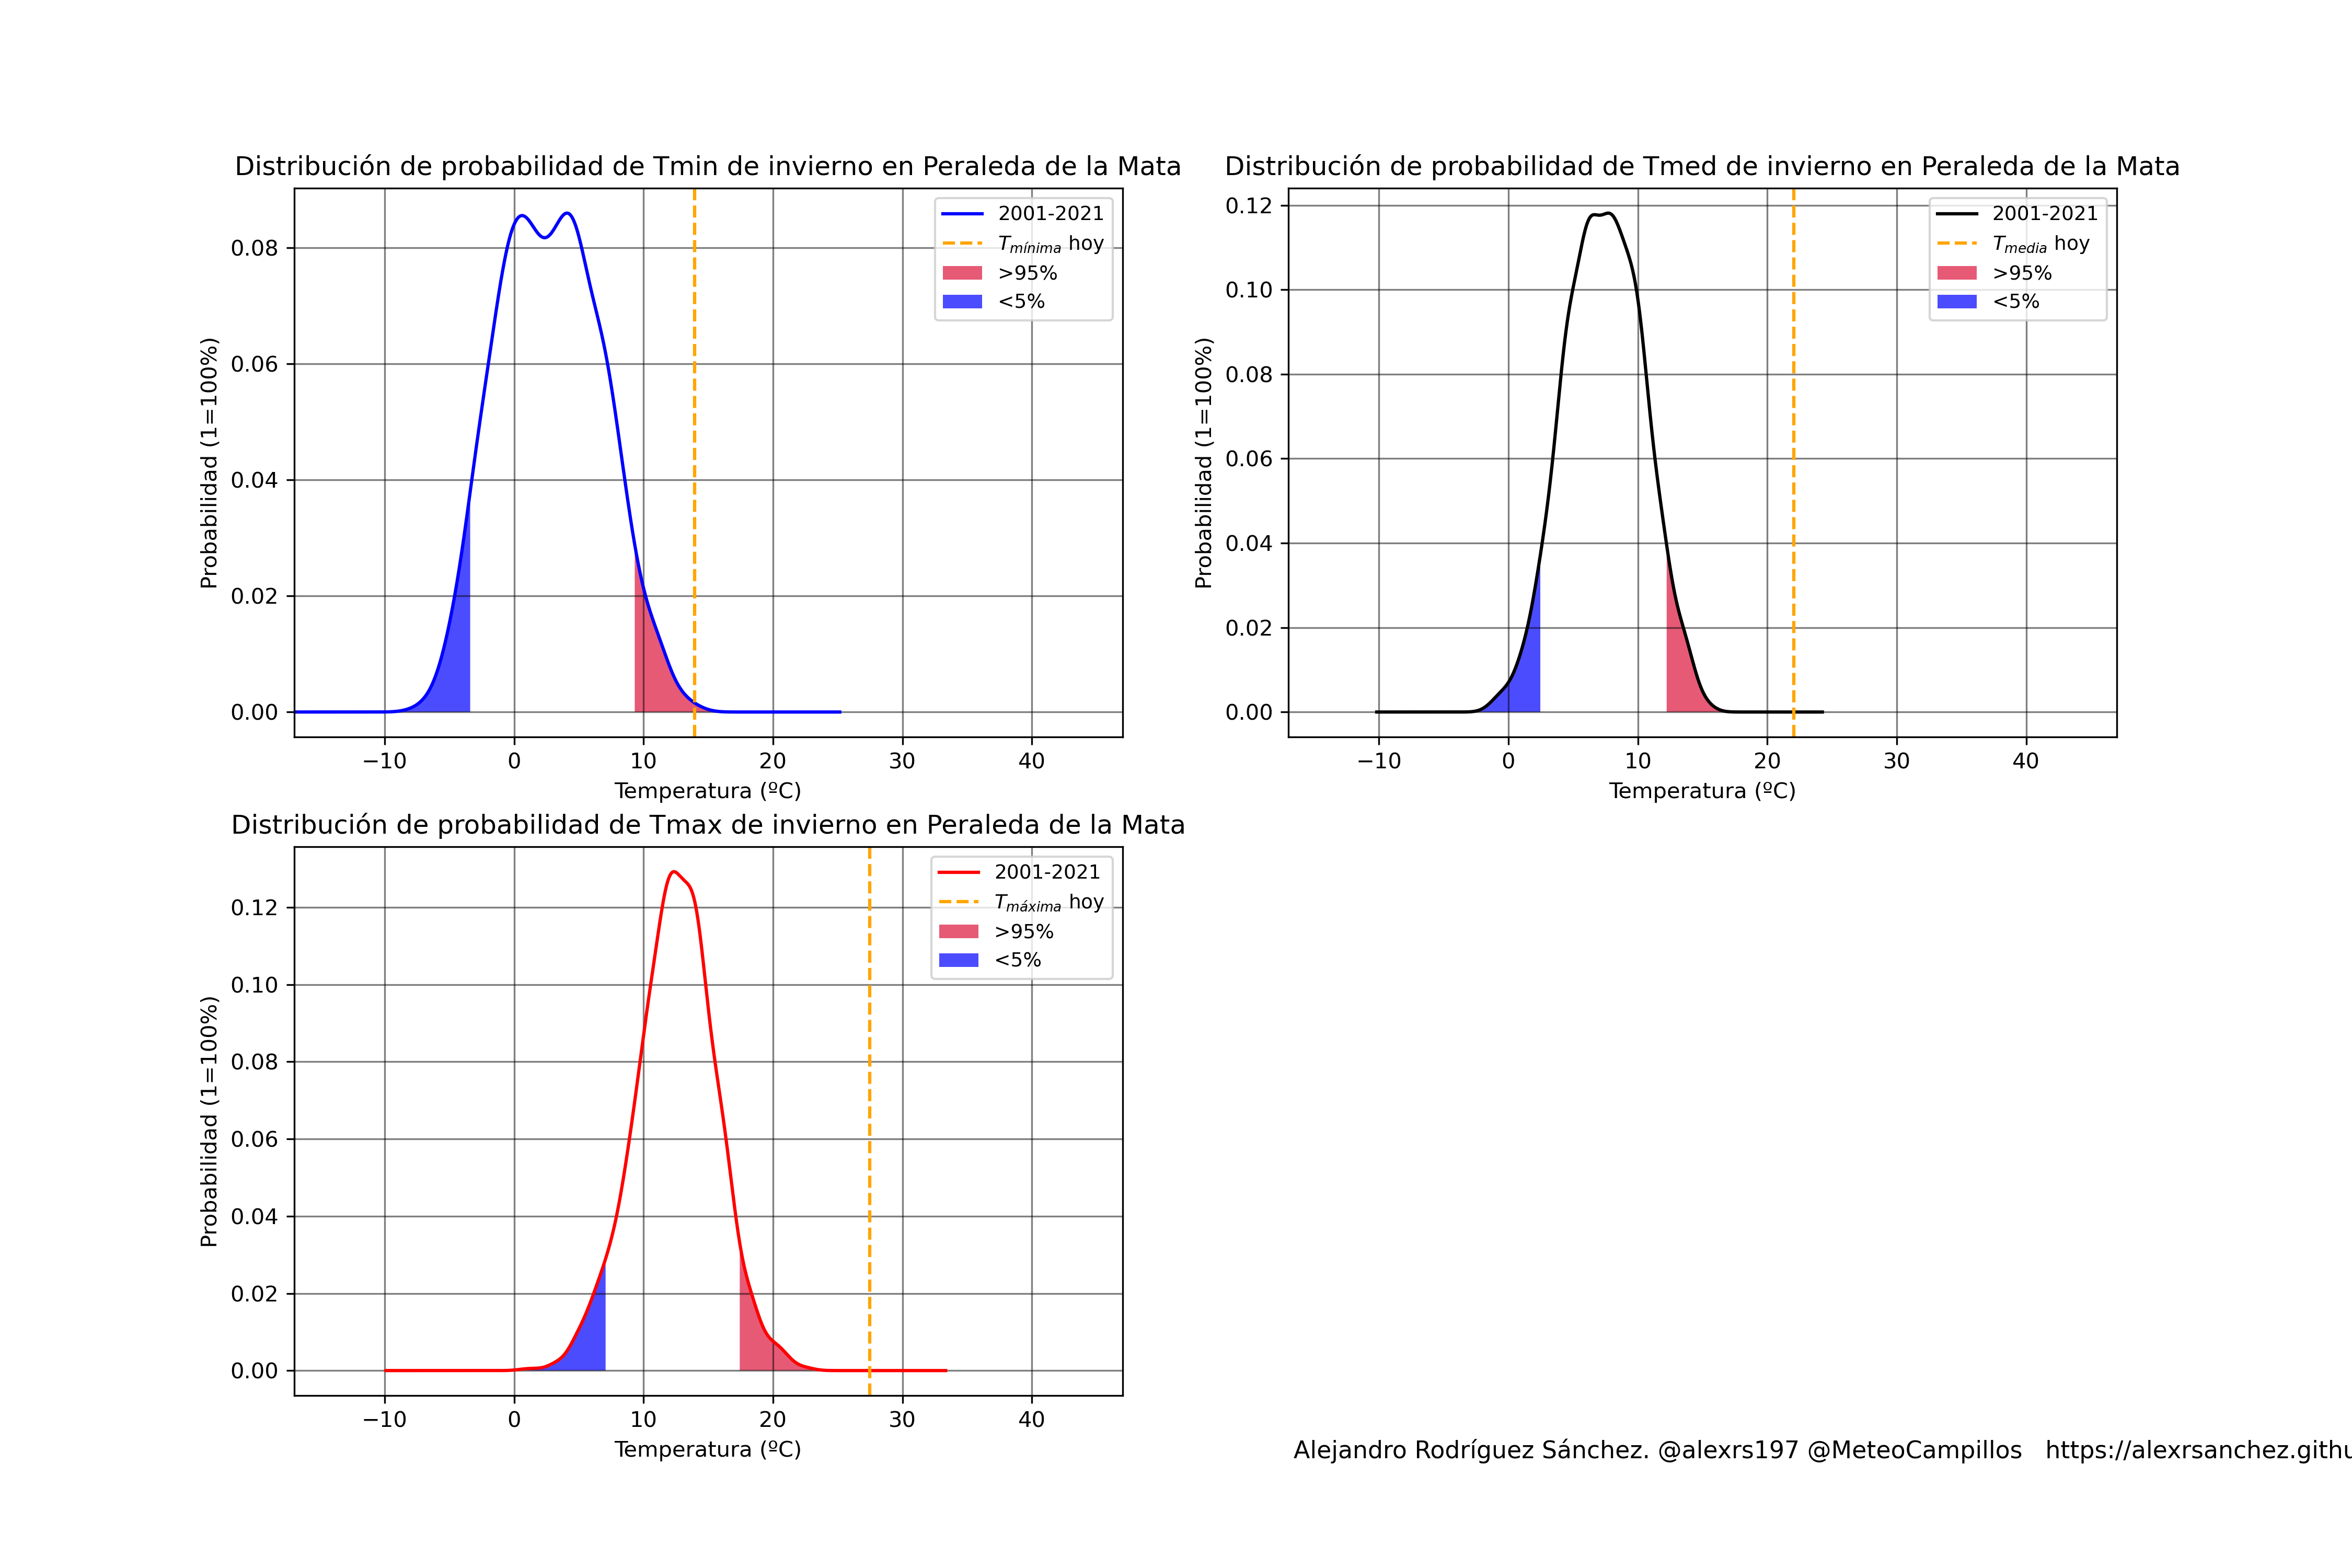 Distribución de probabilidad de Tmin de invierno en Peraleda de la Mata
Probabilidad (1=100%)
0.08
0.06
0.04
0.02
0.00
−10 0 10 20 30 40
Temperatura (ºC)
2001-2021
Tmínima hoy
>95%
<5%
Distribución de probabilidad de Tmed de invierno en Peraleda de la Mata
Probabilidad (1=100%)
0.12
0.10
0.08
0.06
0.04
0.02
0.00
−10 0 10 20 30 40
Temperatura (ºC)
2001-2021
Tmedia hoy
>95%
<5%
Distribución de probabilidad de Tmax de invierno en Peraleda de la Mata
Probabilidad (1=100%)
0.12
0.10
0.08
0.06
0.04
0.02
0.00
−10 0 10 20 30 40
Temperatura (ºC)
2001-2021
Tmáxima hoy
>95%
<5%
Alejandro Rodríguez Sánchez. @alexrs197 @MeteoCampillos https://alexrsanchez.githu